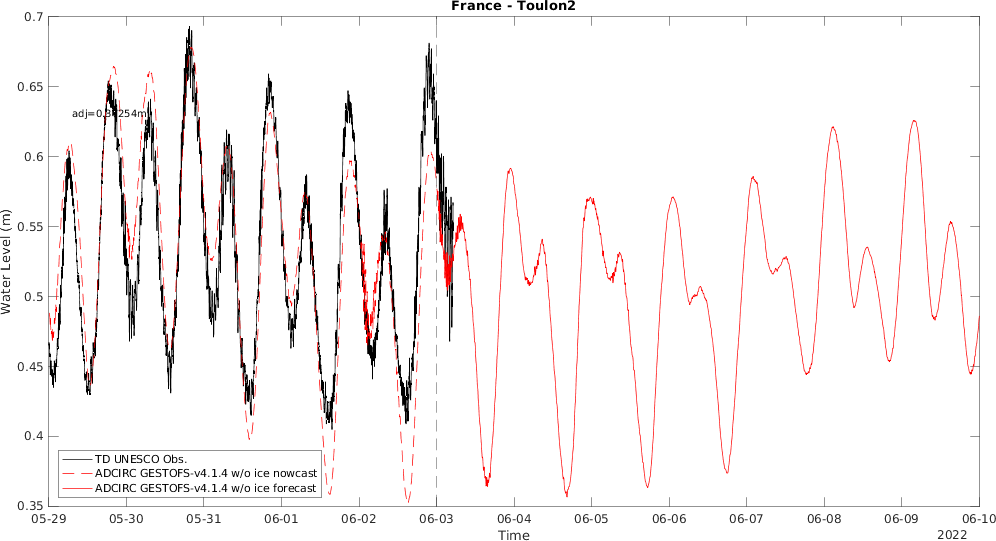 France - Toulon2
0.7
0.65
0.6
0.55
0.5
0.45
0.4
0.35
Water Level (m)
TD UNESCO Obs.
ADCIRC GESTOFS-v4.1.4 w/o ice nowcast
ADCIRC GESTOFS-v4.1.4 w/o ice forecast
05-29 05-30 05-31 06-01 06-02 06-03 06-04 06-05 06-06 06-07 06-08 06-09 06-10
Time
2022